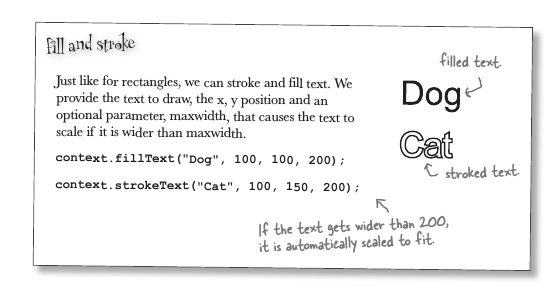 fill and stroke
filled text.
Just like for rectangles, we can stroke and fill text. We
provide the text to draw, the x, y position and an
optional parameter, maxwidth, that causes the text to
scale if it is wider than maxwidth.
Dog
Cat
stroked text.
context.fillText("Dog", 100, 100, 200);
context.strokeText("Cat", 100, 150, 200);
If the text gets wider than 200,
it is automatically scaled to fit.